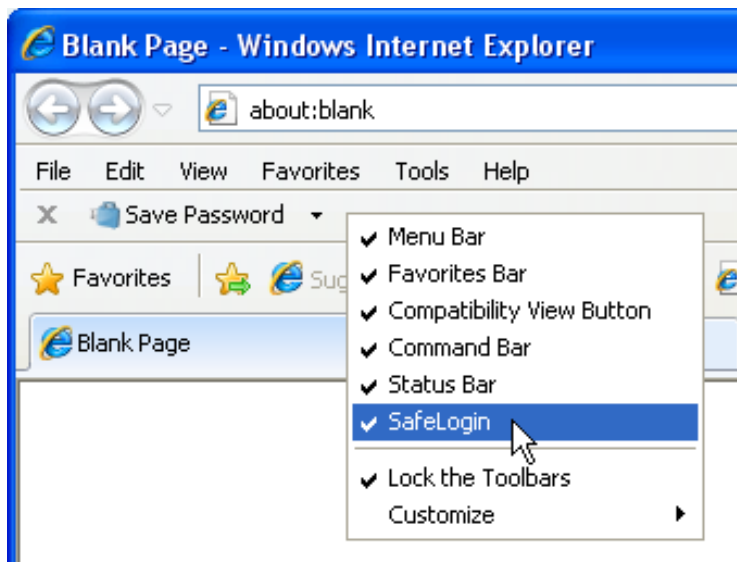 Blank Page - Windows Internet Explorer
about:blank
File Edit View Favorites Tools Help
Save Password
Favorites
Blank Page
Menu Bar
Favorites Bar
Compatibility View Button
Command Bar
Status Bar
SafeLogin
Lock the Toolbars
Customize